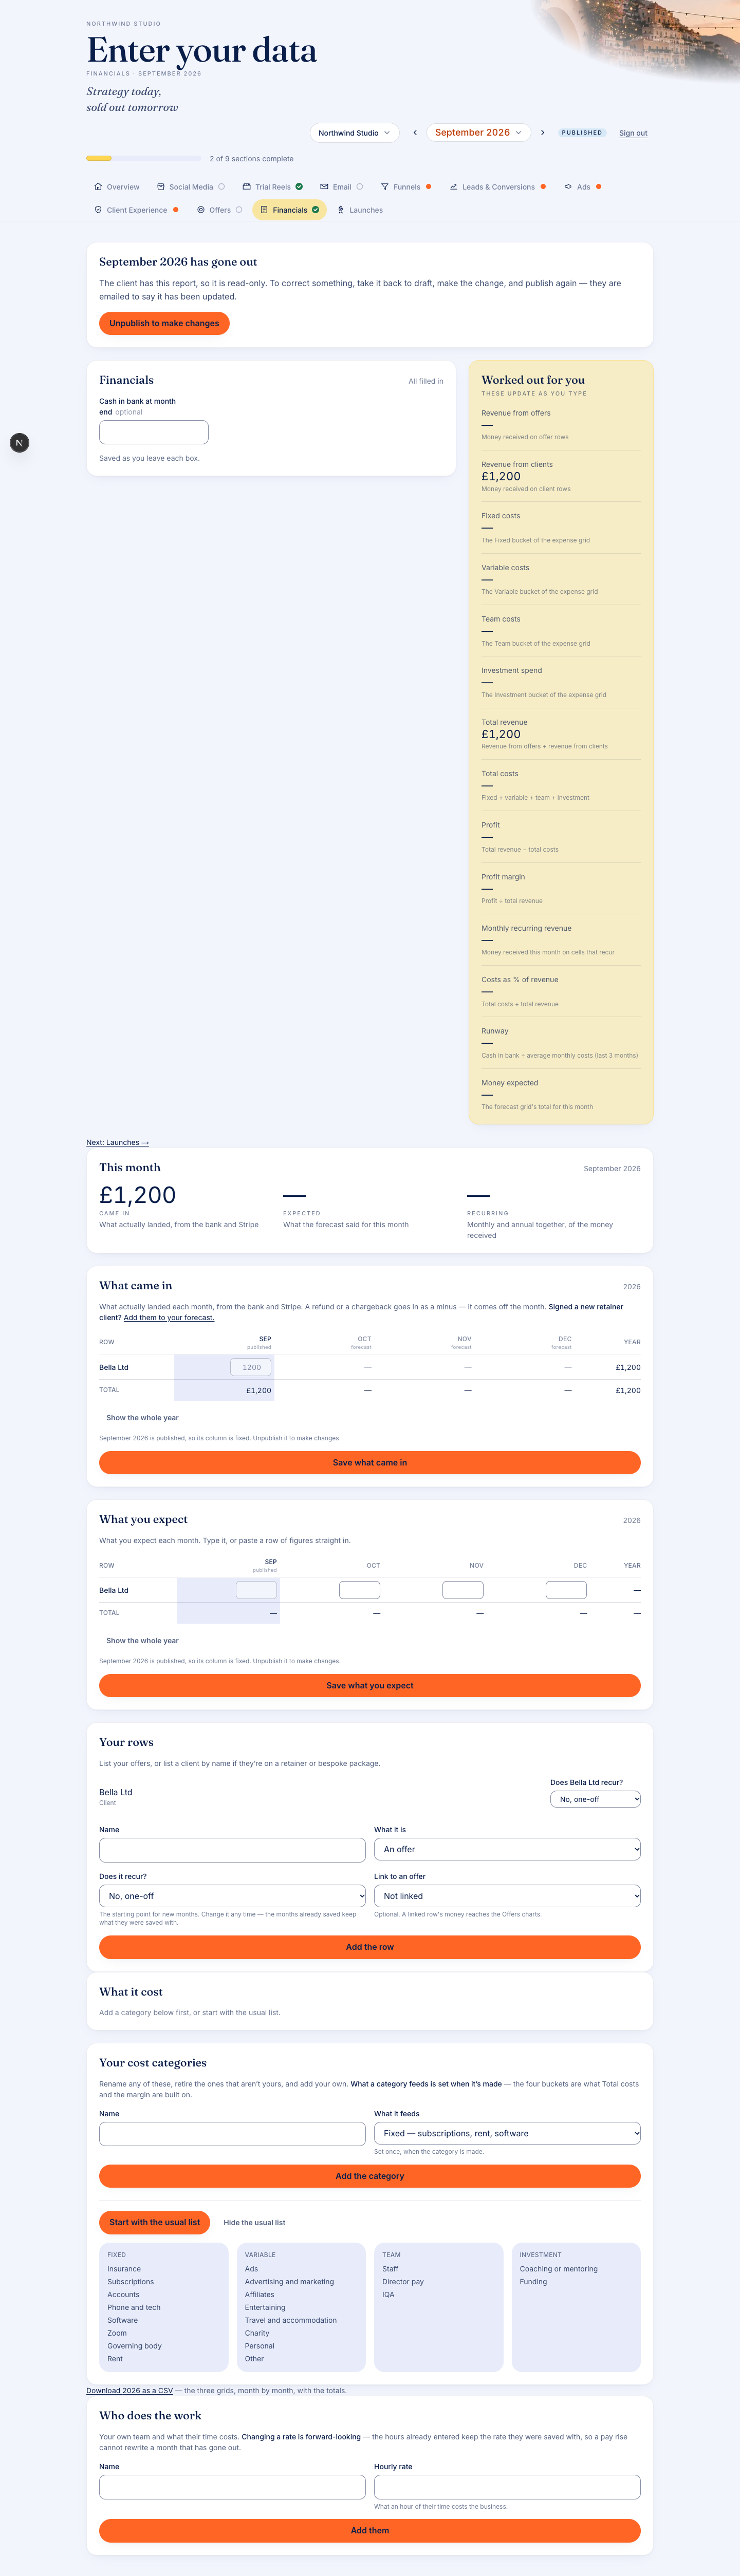 NORTHWIND STUDIO
Enter your data
FINANCIALS · SEPTEMBER 2026
Strategy today,
sold out tomorrow
Northwind Studio
September 2026
PUBLISHED
Sign out
2 of 9 sections complete
Overview
Social Media
Trial Reels
Email
Funnels
Leads & Conversions
Ads
Client Experience
Offers
Financials
Launches
September 2026 has gone out
The client has this report, so it is read-only. To correct something, take it back to draft, make the change, and publish again — they are
emailed to say it has been updated.
Unpublish to make changes
Financials
All filled in
Cash in bank at month
end optional
Saved as you leave each box.
N
Worked out for you
THESE UPDATE AS YOU TYPE
Revenue from offers
—
Money received on offer rows
Revenue from clients
£1,200
Money received on client rows
Fixed costs
—
The Fixed bucket of the expense grid
Variable costs
—
The Variable bucket of the expense grid
Team costs
—
The Team bucket of the expense grid
Investment spend
—
The Investment bucket of the expense grid
Total revenue
£1,200
Revenue from offers + revenue from clients
Total costs
—
Fixed + variable + team + investment
Profit
—
Total revenue − total costs
Profit margin
—
Profit ÷ total revenue
Monthly recurring revenue
—
Money received this month on cells that recur
Costs as % of revenue
—
Total costs ÷ total revenue
Runway
—
Cash in bank ÷ average monthly costs (last 3 months)
Money expected
—
The forecast grid's total for this month
Next: Launches →
This month
September 2026
£1,200
CAME IN
What actually landed, from the bank and Stripe
—
EXPECTED
What the forecast said for this month
—
RECURRING
Monthly and annual together, of the money
received
What came in
2026
What actually landed each month, from the bank and Stripe. A refund or a chargeback goes in as a minus — it comes off the month. Signed a new retainer
client? Add them to your forecast.
ROW SEP OCT NOV DEC YEAR
published forecast forecast forecast
Bella Ltd 1200 — — — £1,200
TOTAL £1,200 — — — £1,200
Show the whole year
September 2026 is published, so its column is fixed. Unpublish it to make changes.
Save what came in
What you expect
2026
What you expect each month. Type it, or paste a row of figures straight in.
ROW SEP OCT NOV DEC YEAR
published
Bella Ltd —
TOTAL — — — — —
Show the whole year
September 2026 is published, so its column is fixed. Unpublish it to make changes.
Save what you expect
Your rows
List your offers, or list a client by name if they're on a retainer or bespoke package.
Bella Ltd
Client
Does Bella Ltd recur?
No, one-off
Name
What it is
An offer
Does it recur?
No, one-off
The starting point for new months. Change it any time — the months already saved keep
what they were saved with.
Link to an offer
Not linked
Optional. A linked row's money reaches the Offers charts.
Add the row
What it cost
Add a category below first, or start with the usual list.
Your cost categories
Rename any of these, retire the ones that aren't yours, and add your own. What a category feeds is set when it's made — the four buckets are what Total costs
and the margin are built on.
Name
What it feeds
Fixed — subscriptions, rent, software
Set once, when the category is made.
Add the category
Start with the usual list
Hide the usual list
FIXED
Insurance
Subscriptions
Accounts
Phone and tech
Software
Zoom
Governing body
Rent
VARIABLE
Ads
Advertising and marketing
Affiliates
Entertaining
Travel and accommodation
Charity
Personal
Other
TEAM
Staff
Director pay
IQA
INVESTMENT
Coaching or mentoring
Funding
Download 2026 as a CSV — the three grids, month by month, with the totals.
Who does the work
Your own team and what their time costs. Changing a rate is forward-looking — the hours already entered keep the rate they were saved with, so a pay rise
cannot rewrite a month that has gone out.
Name
Hourly rate
What an hour of their time costs the business.
Add them